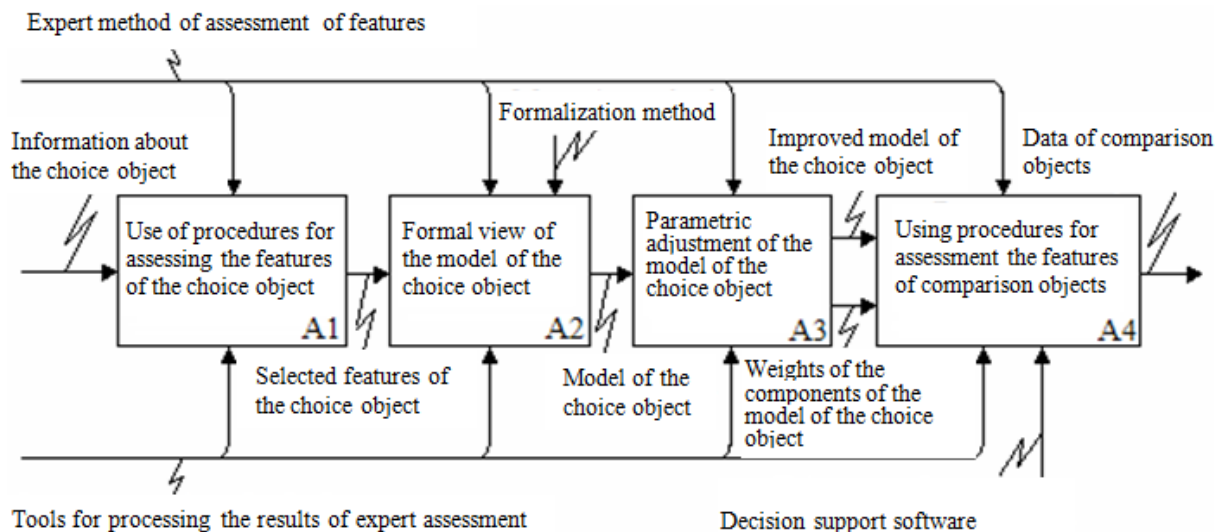 Expert method of assessment of features
Formalization method
Information about
the choice object
Improved model of
the choice object
Data of comparison
objects
Use of procedures for
assessing the features
of the choice object
A1
Formal view of
the model of the
choice object
A2
Parametric
adjustment of the
model of the
choice object
A3
Using procedures for
assessment the features
of comparison objects
A4
Selected features of
the choice object
Model of the
choice object
Weights of the
components of the
model of the choice
object
Tools for processing the results of expert assessment
Decision support software